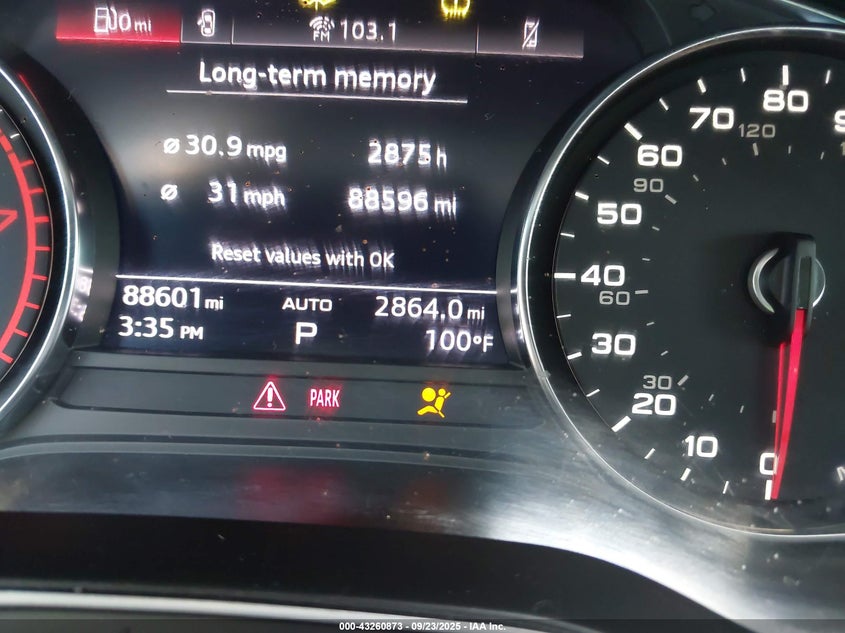 0 mi
FM 103.1
Long-term memory
ø 30.9 mpg 2875 h
ø 31 mph 88596 mi
Reset values with OK
88601 mi AUTO 2864.0 mi
3:35 PM P 100°F
PARK
80
70
120
60
90
50
40
60
30
30
20
10
0
000-43260873 - 09/23/2025 - IAA Inc.